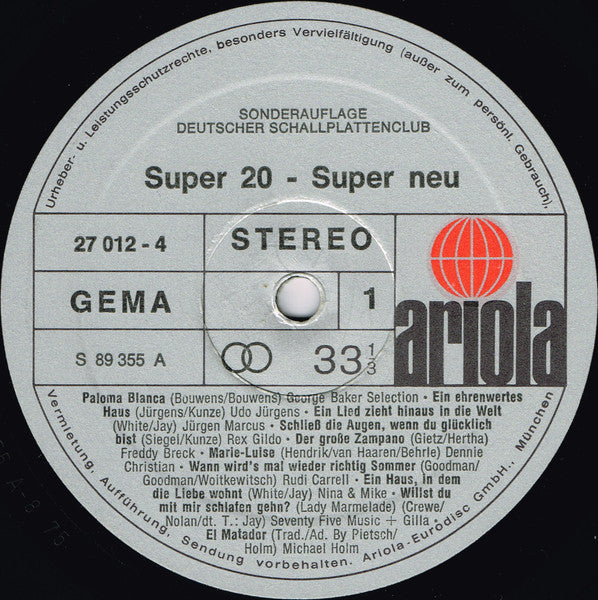 Urheber- u. Leistungsschutzrechte, besonders Vervielfältigung (außer zum persönl. Gebrauch),
SONDERAUFLAGE
DEUTSCHER SCHALLPLATTENCLUB
Super 20 - Super neu
27 012 - 4
STEREO
GEMA
1
S 89 355 A
33 1/3
ariola
Paloma Blanca (Bouwens/Bouwens) George Baker Selection · Ein ehrenwertes
Haus (Jürgens/Kunze) Udo Jürgens · Ein Lied zieht hinaus in die Welt
(White/Jay) Jürgen Marcus · Schließ die Augen, wenn du glücklich
bist (Siegel/Kunze) Rex Gildo · Der große Zampano (Gietz/Hertha)
Freddy Breck · Marie-Luise (Hendrik/van Haaren/Behrle) Dennie
Christian · Wann wird's mal wieder richtig Sommer (Goodman/
Goodman/Woitkewitsch) Rudi Carrell · Ein Haus, in dem
die Liebe wohnt (White/Jay) Nina & Mike · Willst du
mit mir schlafen gehn? (Lady Marmelade) (Crewe/
Nolan/dt. T.: Jay) Seventy Five Music + Gilla ·
El Matador (Trad./Ad. By Pietsch/
Holm) Michael Holm
Vermietung, Aufführung, Sendung vorbehalten. Ariola-Eurodisc GmbH., München